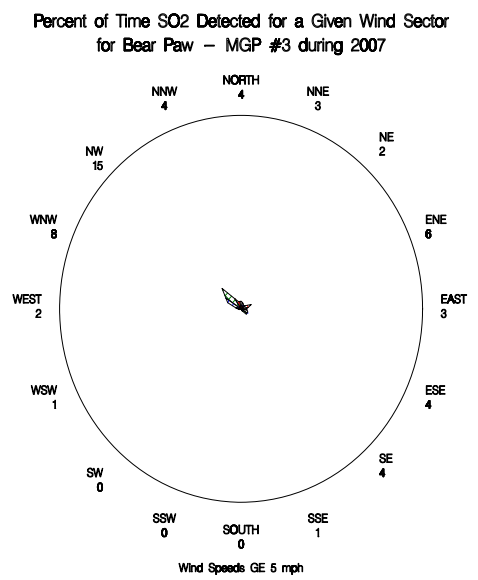 Percent of Time SO2 Detected for a Given Wind Sector
for Bear Paw - MGP #3 during 2007
NORTH
4
NNW
4
NNE
3
NW
15
NE
2
WNW
8
ENE
6
WEST
2
EAST
3
WSW
1
ESE
4
SW
0
SE
4
SSW
0
SOUTH
0
SSE
1
Wind Speeds GE 5 mph